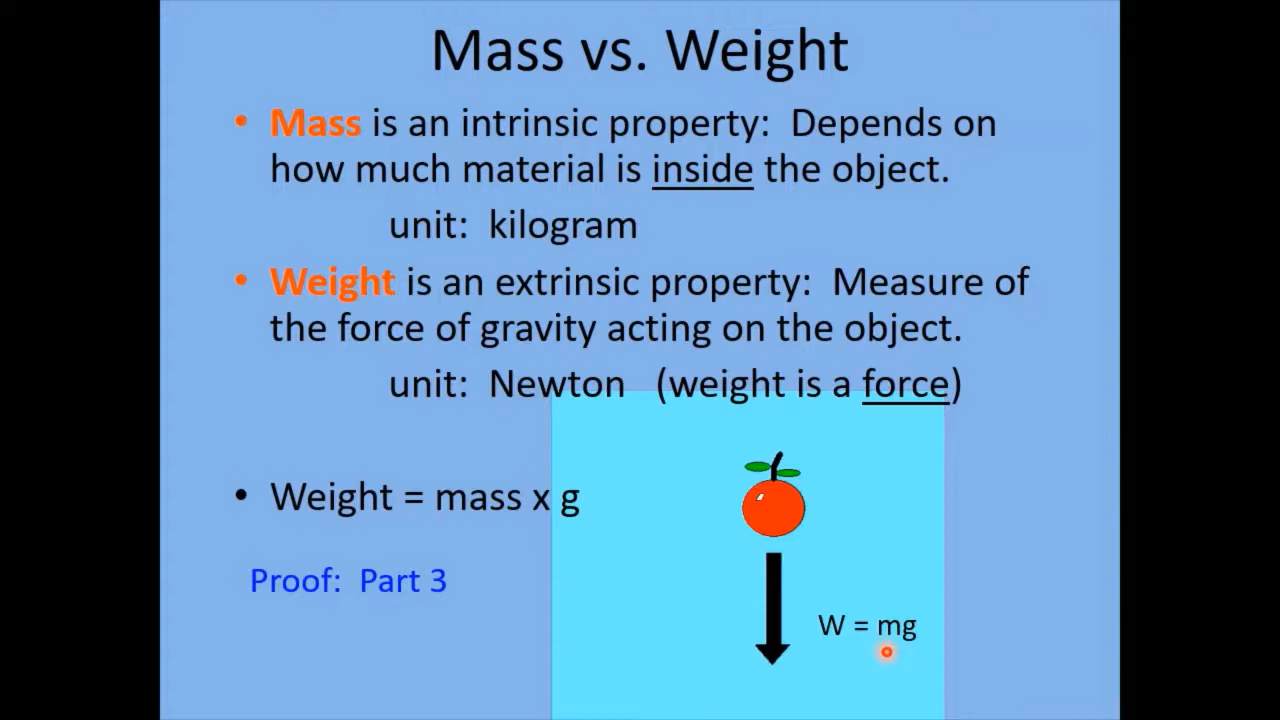 Mass vs. Weight
• Mass is an intrinsic property: Depends on
how much material is inside the object.
unit: kilogram
• Weight is an extrinsic property: Measure of
the force of gravity acting on the object.
unit: Newton (weight is a force)
• Weight = mass x g
Proof: Part 3
W = mg